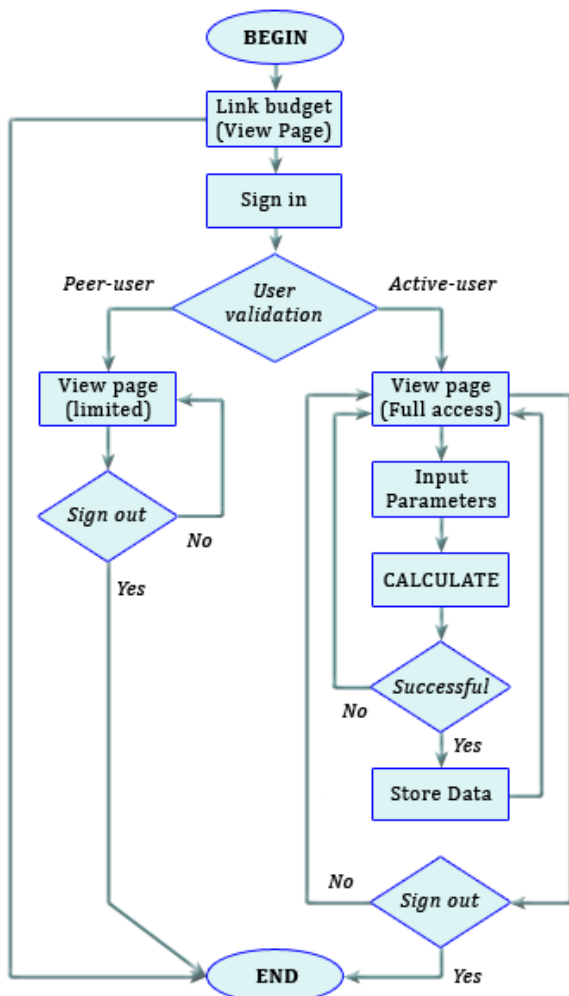 BEGIN
Link budget
(View Page)
Sign in
Peer-user
User
validation
Active-user
View page
(limited)
View page
(Full access)
Input
Parameters
Sign out
No
Yes
CALCULATE
Successful
No
Yes
Store Data
No
Sign out
Yes
END